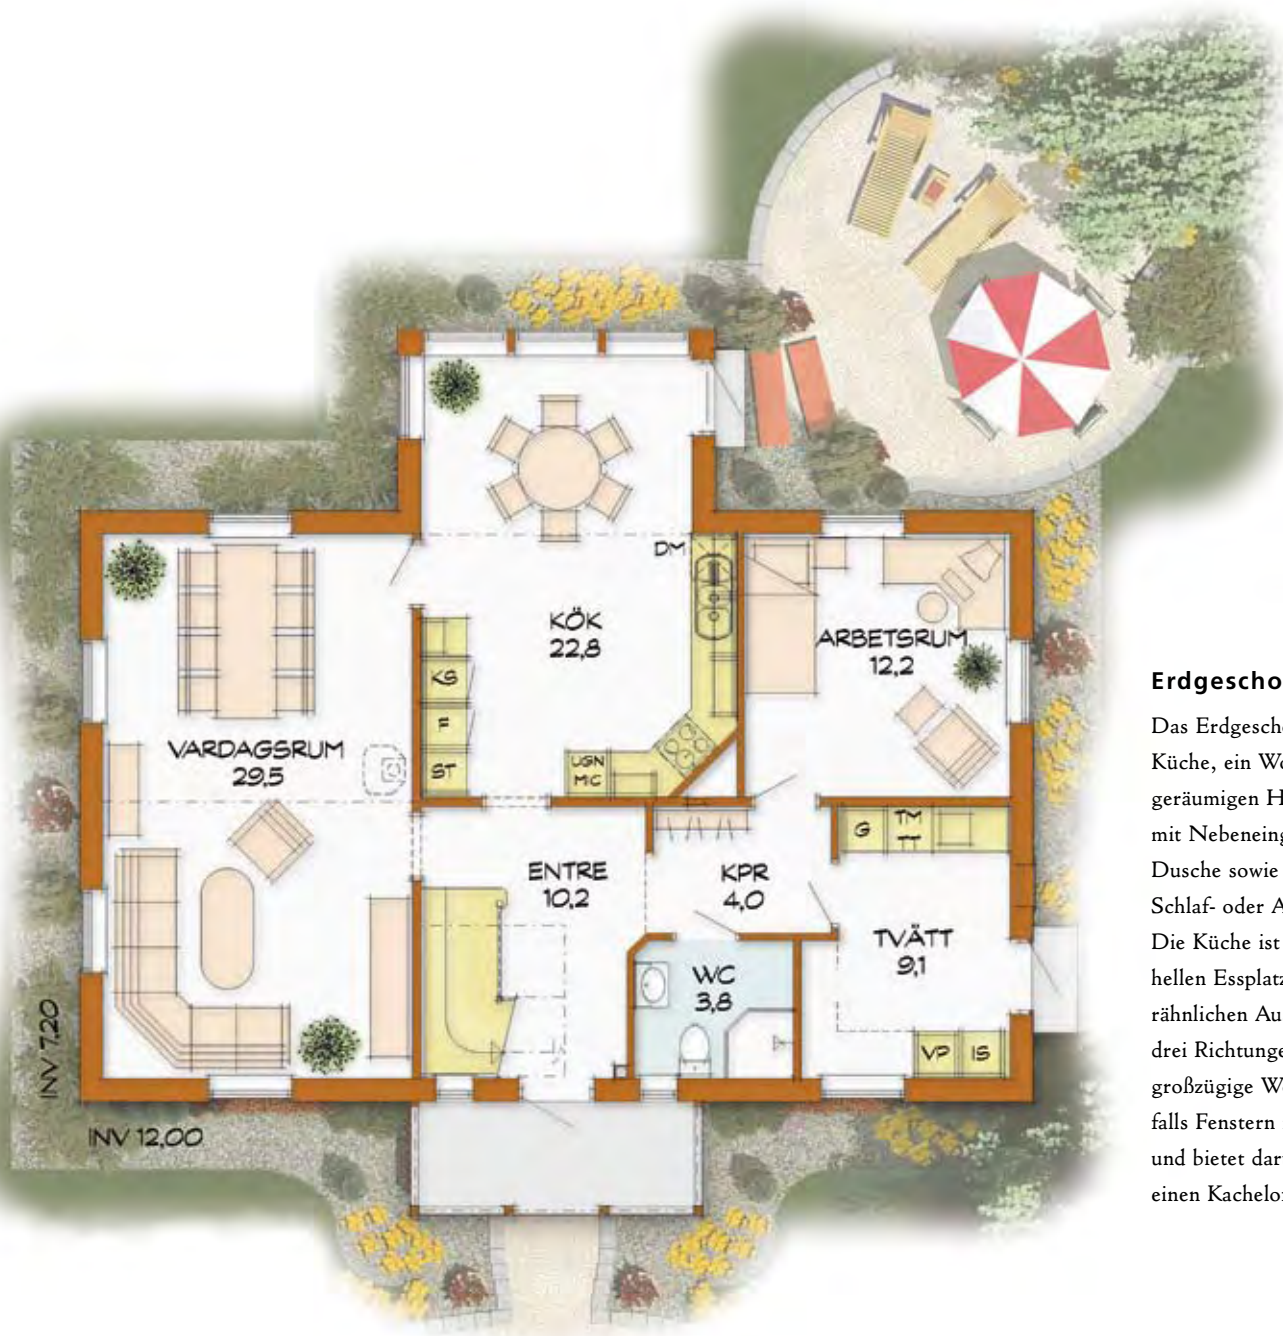 DM
KÖK
22,8
ARBETSRUM
12,2
KS
F
ST
UGN
MIC
VARDAGSRUM
29,5
G
TM
TT
ENTRE
10,2
KPR
4,0
TVÄTT
9,1
WC
3,8
VP
IS
INV 7,20
INV 12,00
Erdgescho
Das Erdgesch
Küche, ein Wo
geräumigen H
mit Nebeneing
Dusche sowie
Schlaf- oder A
Die Küche ist
hellen Essplatz
rähnlichen Au
drei Richtunge
großzügige W
falls Fenstern
und bietet dar
einen Kachelo